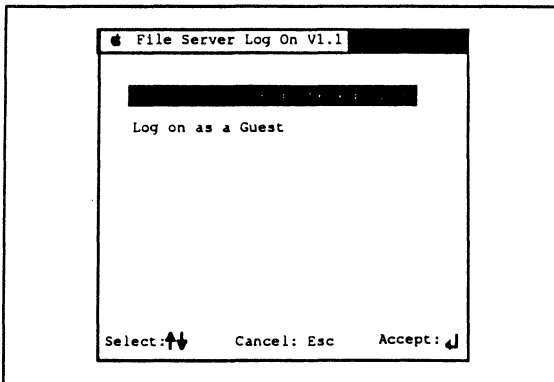 File Server Log On V1.1
Log on as a Guest
Select: Cancel: Esc Accept: